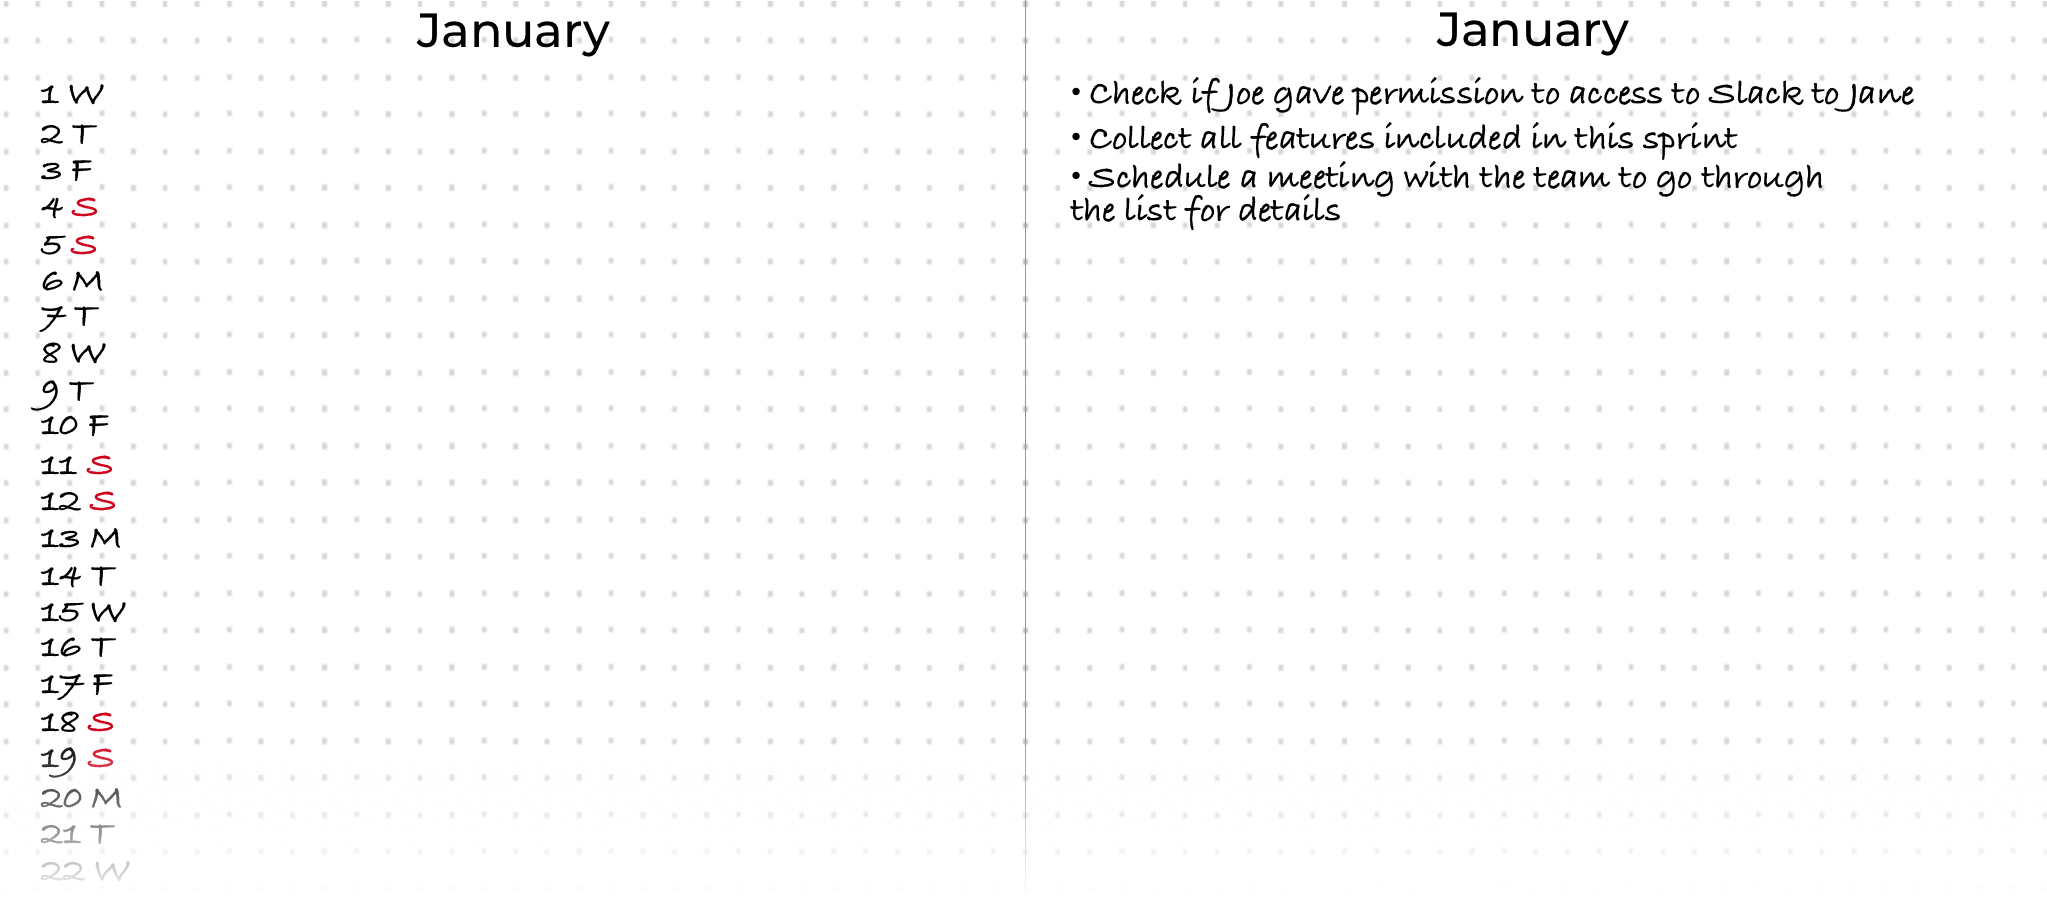 January
1 W
2 T
3 F
4 S
5 S
6 M
7 T
8 W
9 T
10 F
11 S
12 S
13 M
14 T
15 W
16 T
17 F
18 S
19 S
20 M
21 T
22 W
January
• Check if Joe gave permission to access to Slack to Jane
• Collect all features included in this sprint
• Schedule a meeting with the team to go through
the list for details